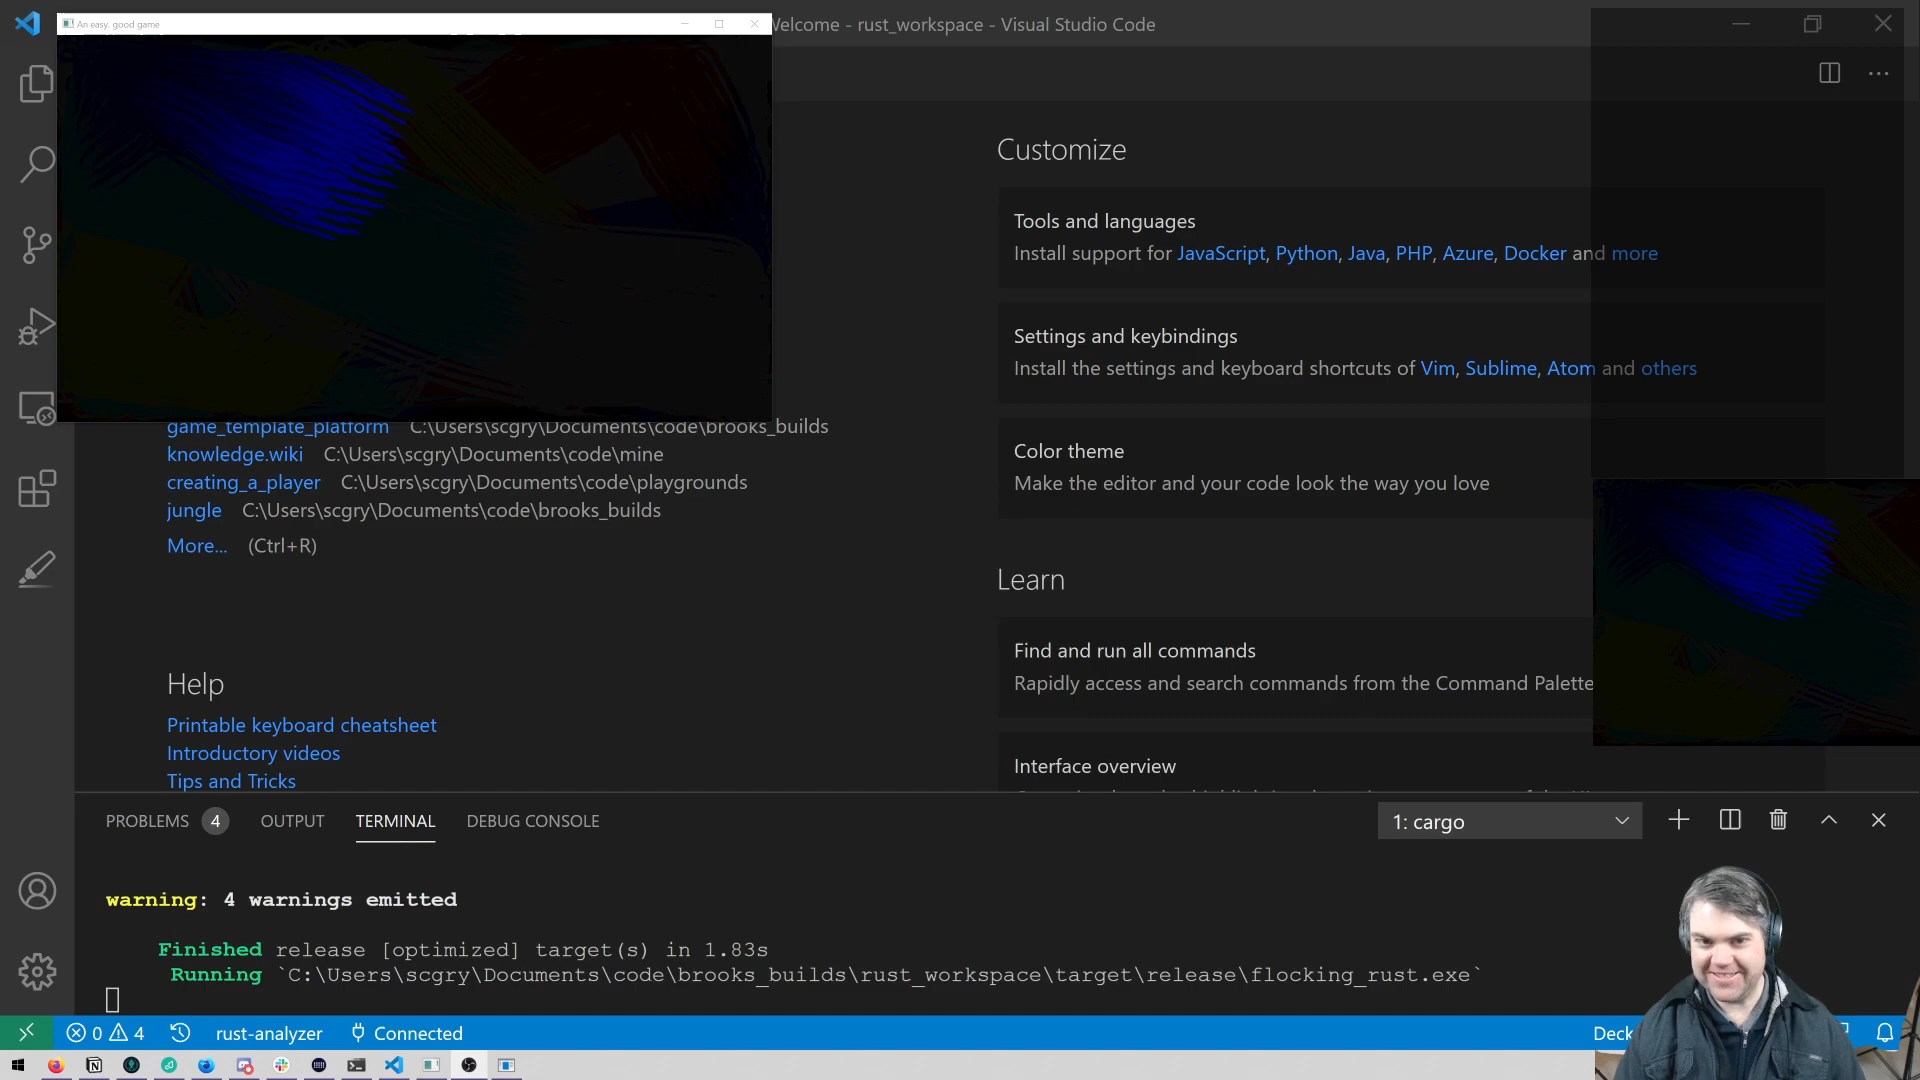 An easy, good game
Welcome - rust_workspace - Visual Studio Code
Customize
Tools and languages
Install support for JavaScript, Python, Java, PHP, Azure, Docker and more
Settings and keybindings
Install the settings and keyboard shortcuts of Vim, Sublime, Atom and others
Color theme
Make the editor and your code look the way you love
game_template_platform C:\Users\scgry\Documents\code\brooks_builds
knowledge.wiki C:\Users\scgry\Documents\code\mine
creating_a_player C:\Users\scgry\Documents\code\playgrounds
jungle C:\Users\scgry\Documents\code\brooks_builds
More... (Ctrl+R)
Learn
Find and run all commands
Rapidly access and search commands from the Command Palette
Interface overview
Help
Printable keyboard cheatsheet
Introductory videos
Tips and Tricks
PROBLEMS 4 OUTPUT TERMINAL DEBUG CONSOLE
1: cargo
warning: 4 warnings emitted
Finished release [optimized] target(s) in 1.83s
Running `C:\Users\scgry\Documents\code\brooks_builds\rust_workspace\target\release\flocking_rust.exe`
0 4 rust-analyzer Connected
Deck